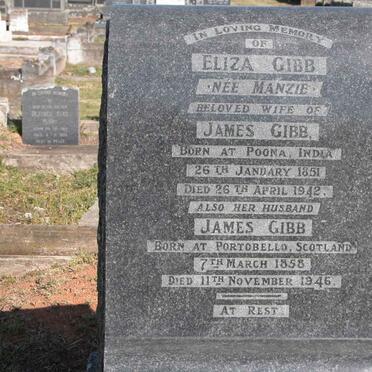 IN LOVING MEMORY
OF
ELIZA GIBB
NÉE MANZIE
BELOVED WIFE OF
JAMES GIBB,
BORN AT POONA, INDIA
26TH JANUARY 1851
DIED 26TH APRIL 1942.
ALSO HER HUSBAND
JAMES GIBB
BORN AT PORTOBELLO, SCOTLAND
7TH MARCH 1858
DIED 11TH NOVEMBER 1946.
AT REST